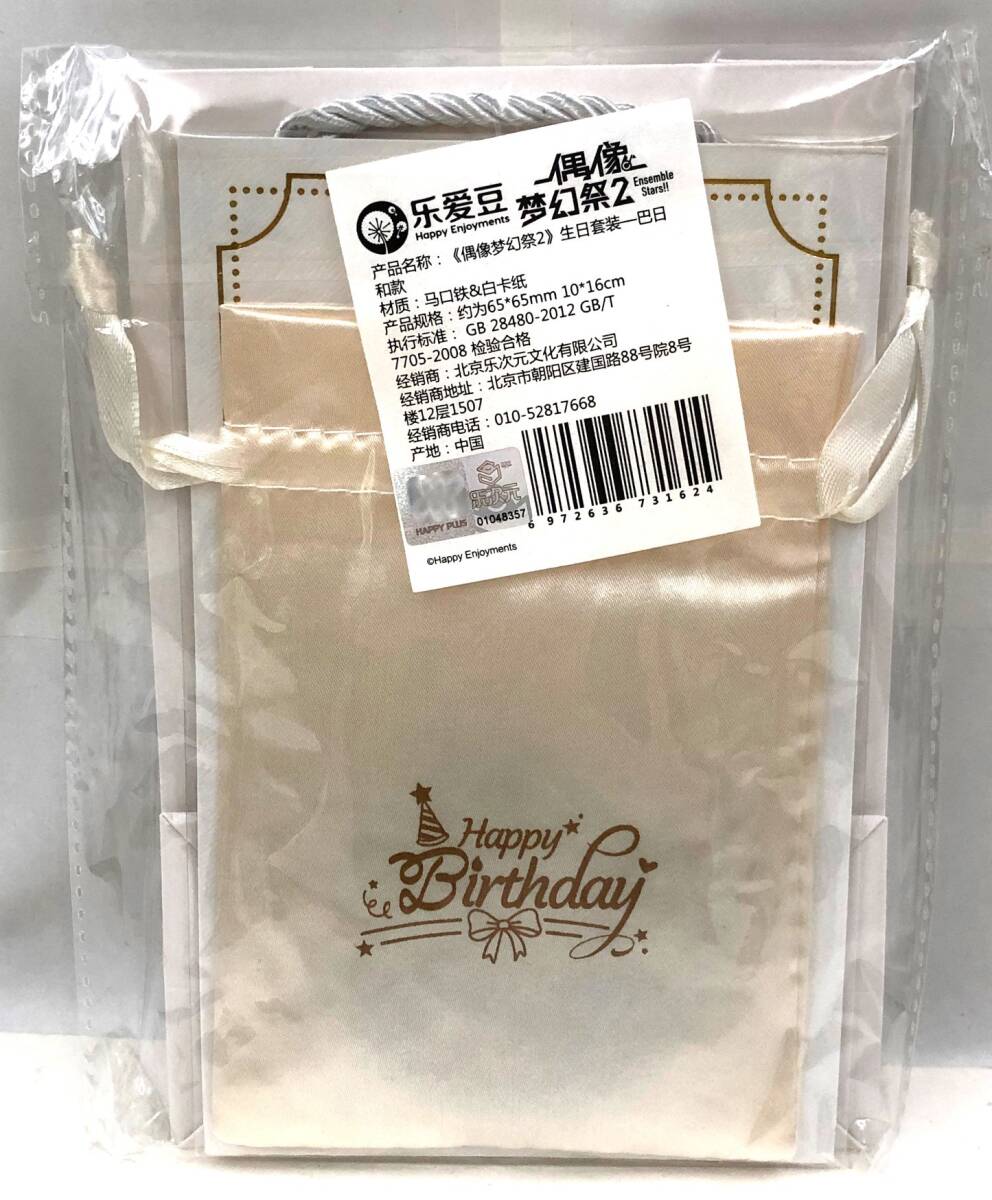 乐爱豆
Happy Enjoyments
偶像
梦幻祭2
Ensemble
Stars!!
产品名称：《偶像梦幻祭2》生日套装—巴日
和款
材质：马口铁&白卡纸
产品规格：约为65*65mm 10*16cm
执行标准： GB 28480-2012 GB/T
7705-2008 检验合格
经销商：北京乐次元文化有限公司
经销商地址：北京市朝阳区建国路88号院8号
楼12层1507
经销商电话：010-52817668
产地：中国
乐次元
HAPPY PLUS
01048357
6 972636 731624
©Happy Enjoyments
Happy
Birthday